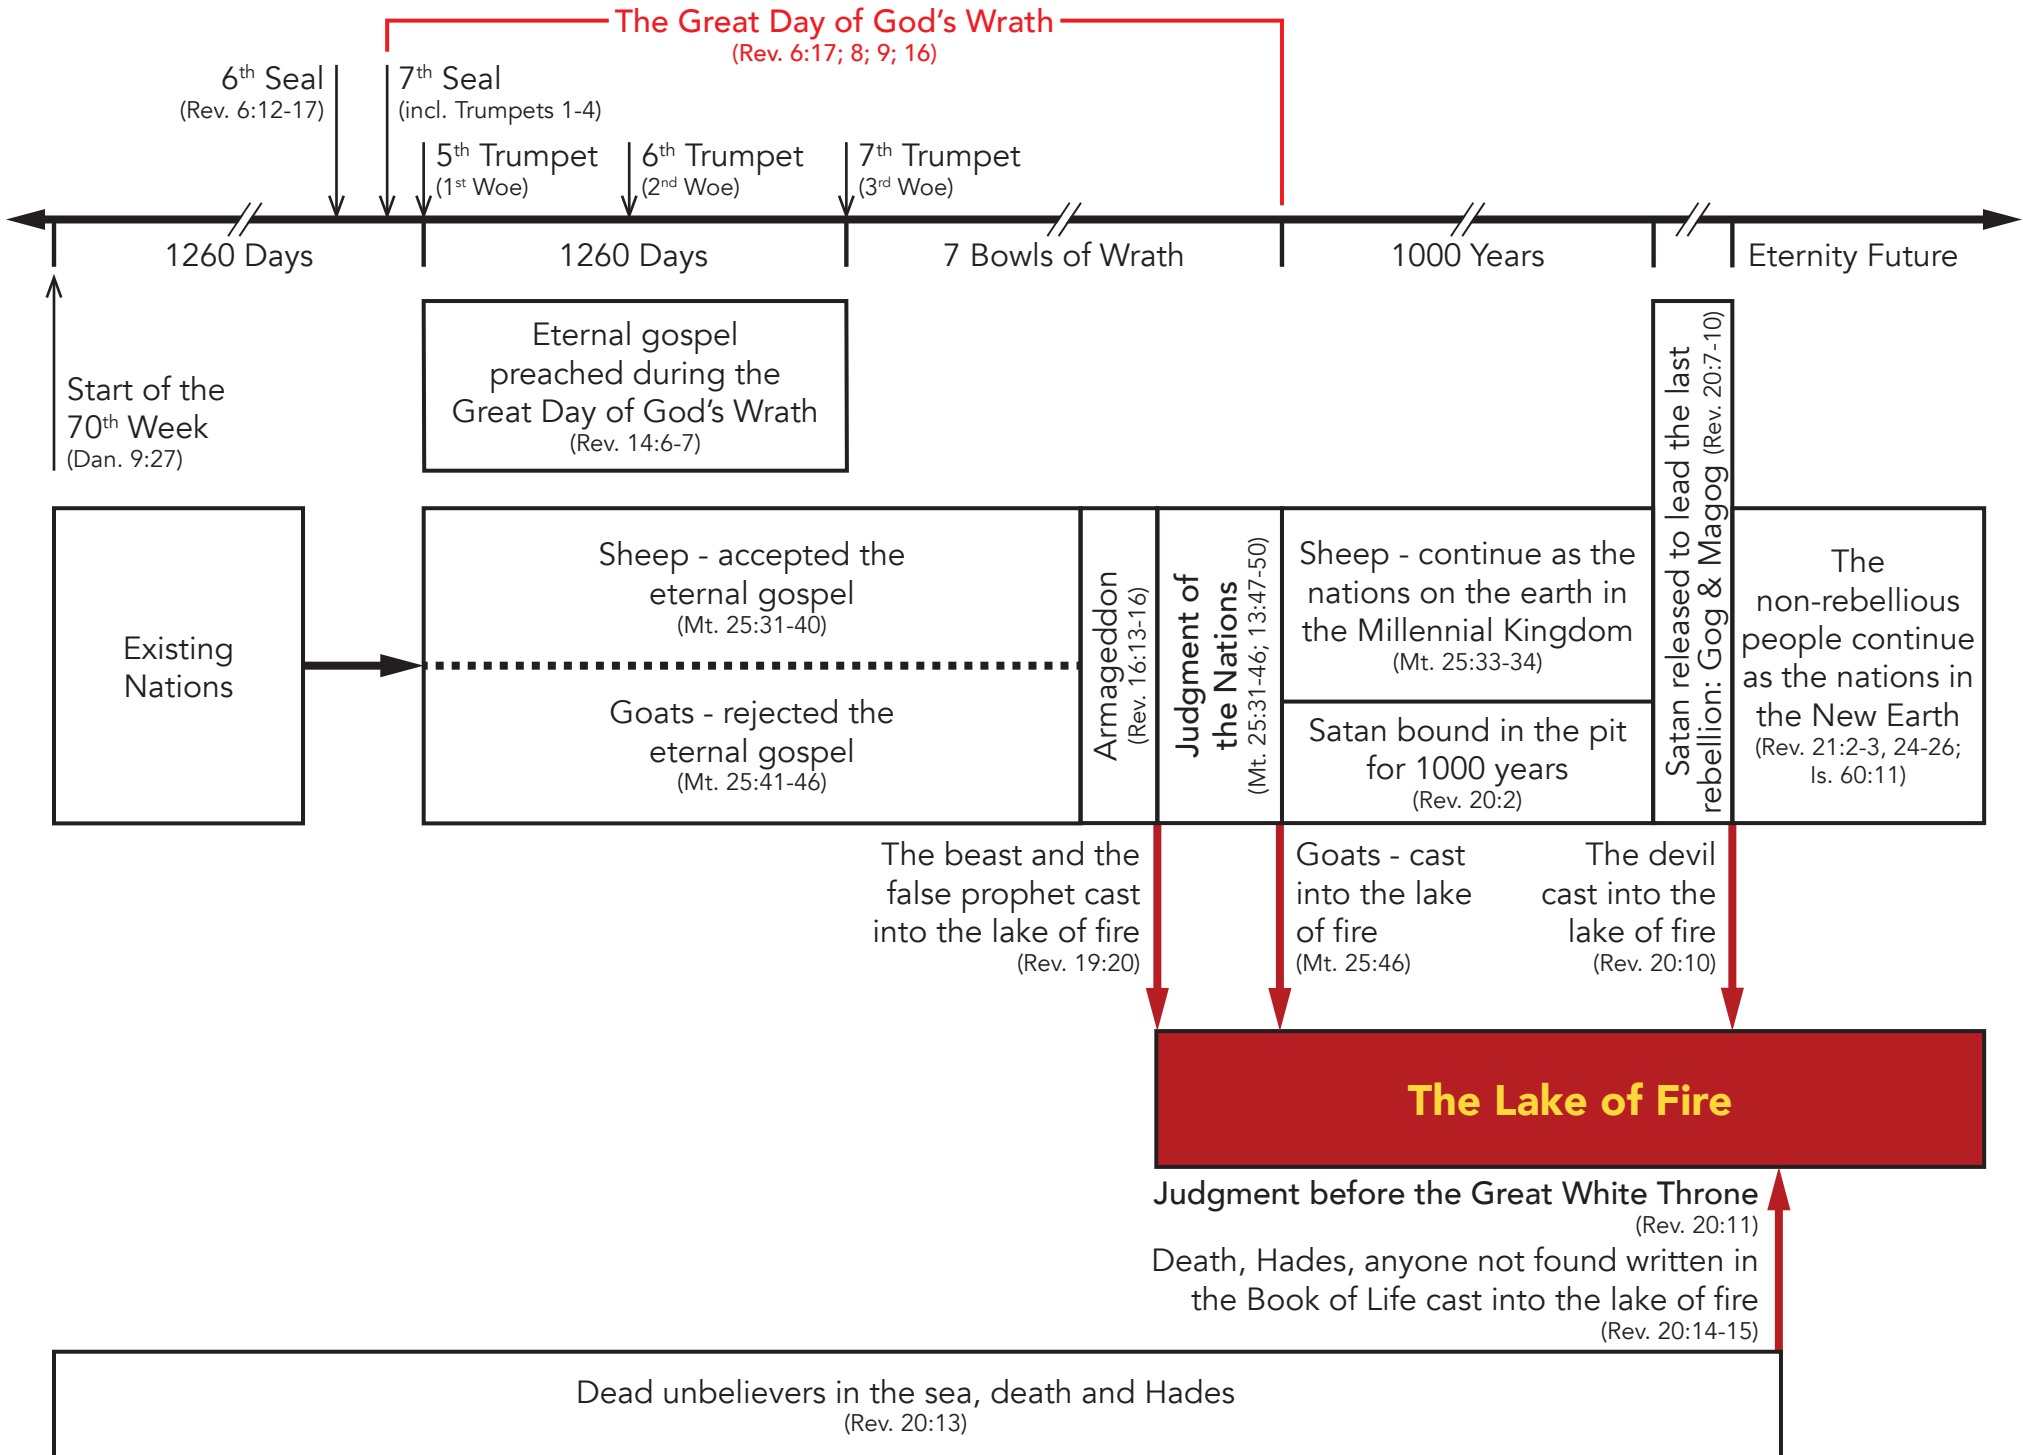 The Great Day of God's Wrath
(Rev. 6:17; 8; 9; 16)
6th Seal
(Rev. 6:12-17)
7th Seal
(incl. Trumpets 1-4)
5th Trumpet
(1st Woe)
6th Trumpet
(2nd Woe)
7th Trumpet
(3rd Woe)
1260 Days
1260 Days
7 Bowls of Wrath
1000 Years
Eternity Future
Start of the
70th Week
(Dan. 9:27)
Eternal gospel
preached during the
Great Day of God's Wrath
(Rev. 14:6-7)
Existing
Nations
Sheep - accepted the
eternal gospel
(Mt. 25:31-40)
Goats - rejected the
eternal gospel
(Mt. 25:41-46)
Armageddon
(Rev. 16:13-16)
Judgment of
the Nations
(Mt. 25:31-46; 13:47-50)
Sheep - continue as the
nations on the earth in
the Millennial Kingdom
(Mt. 25:33-34)
Satan bound in the pit
for 1000 years
(Rev. 20:2)
Satan released to lead the last
rebellion: Gog & Magog (Rev. 20:7-10)
The
non-rebellious
people continue
as the nations in
the New Earth
(Rev. 21:2-3, 24-26;
Is. 60:11)
The beast and the
false prophet cast
into the lake of fire
(Rev. 19:20)
Goats - cast
into the lake
of fire
(Mt. 25:46)
The devil
cast into the
lake of fire
(Rev. 20:10)
The Lake of Fire
Judgment before the Great White Throne
(Rev. 20:11)
Death, Hades, anyone not found written in
the Book of Life cast into the lake of fire
(Rev. 20:14-15)
Dead unbelievers in the sea, death and Hades
(Rev. 20:13)